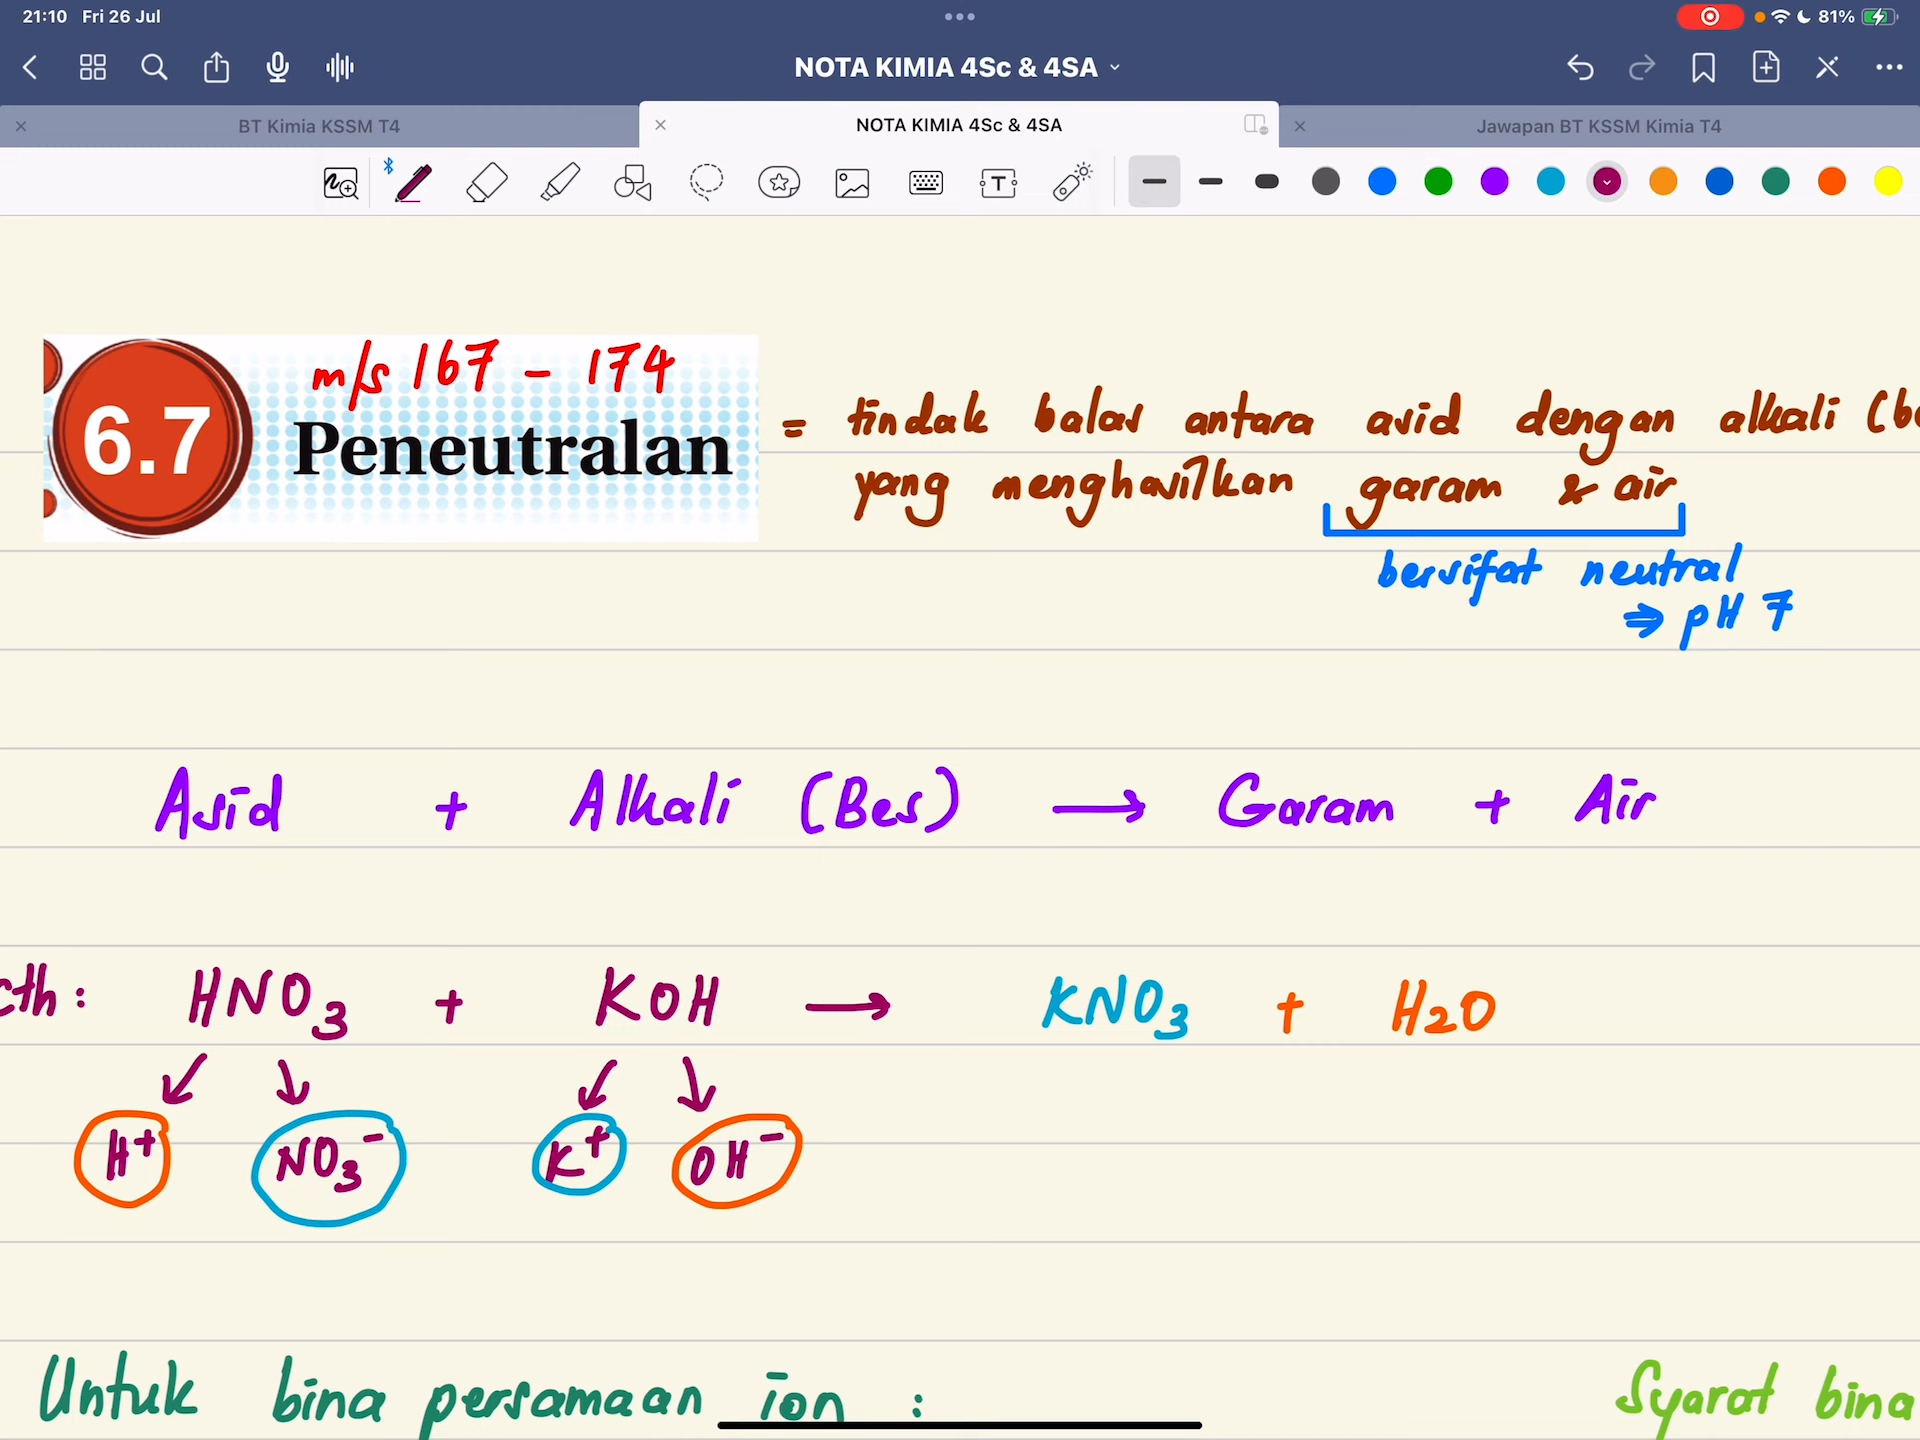 21:10 Fri 26 Jul
81%
NOTA KIMIA 4Sc & 4SA
BT Kimia KSSM T4
NOTA KIMIA 4Sc & 4SA
Jawapan BT KSSM Kimia T4
m/s 167 - 174
6.7 Peneutralan
= tindak balas antara asid dengan alkali (be
yang menghasilkan garam & air
bersifat neutral
⇒ pH 7
Asid + Alkali (Bes) → Garam + Air
cth: HNO₃ + KOH → KNO₃ + H₂O
↙ ↘ ↙ ↘
H⁺ NO₃⁻ K⁺ OH⁻
Untuk bina persamaan ion :
Syarat bina